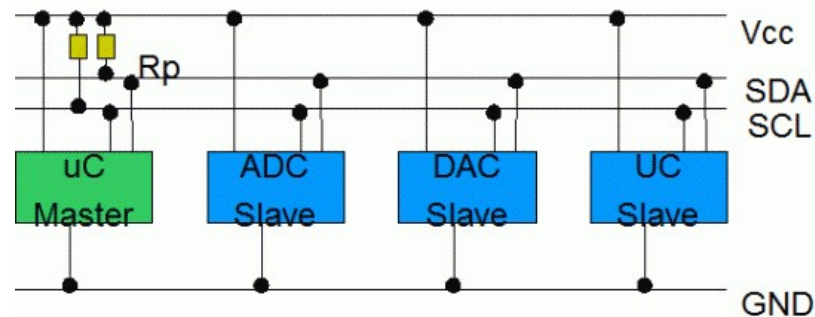 Vcc
Rp
SDA
SCL
uC
Master
ADC
Slave
DAC
Slave
UC
Slave
GND